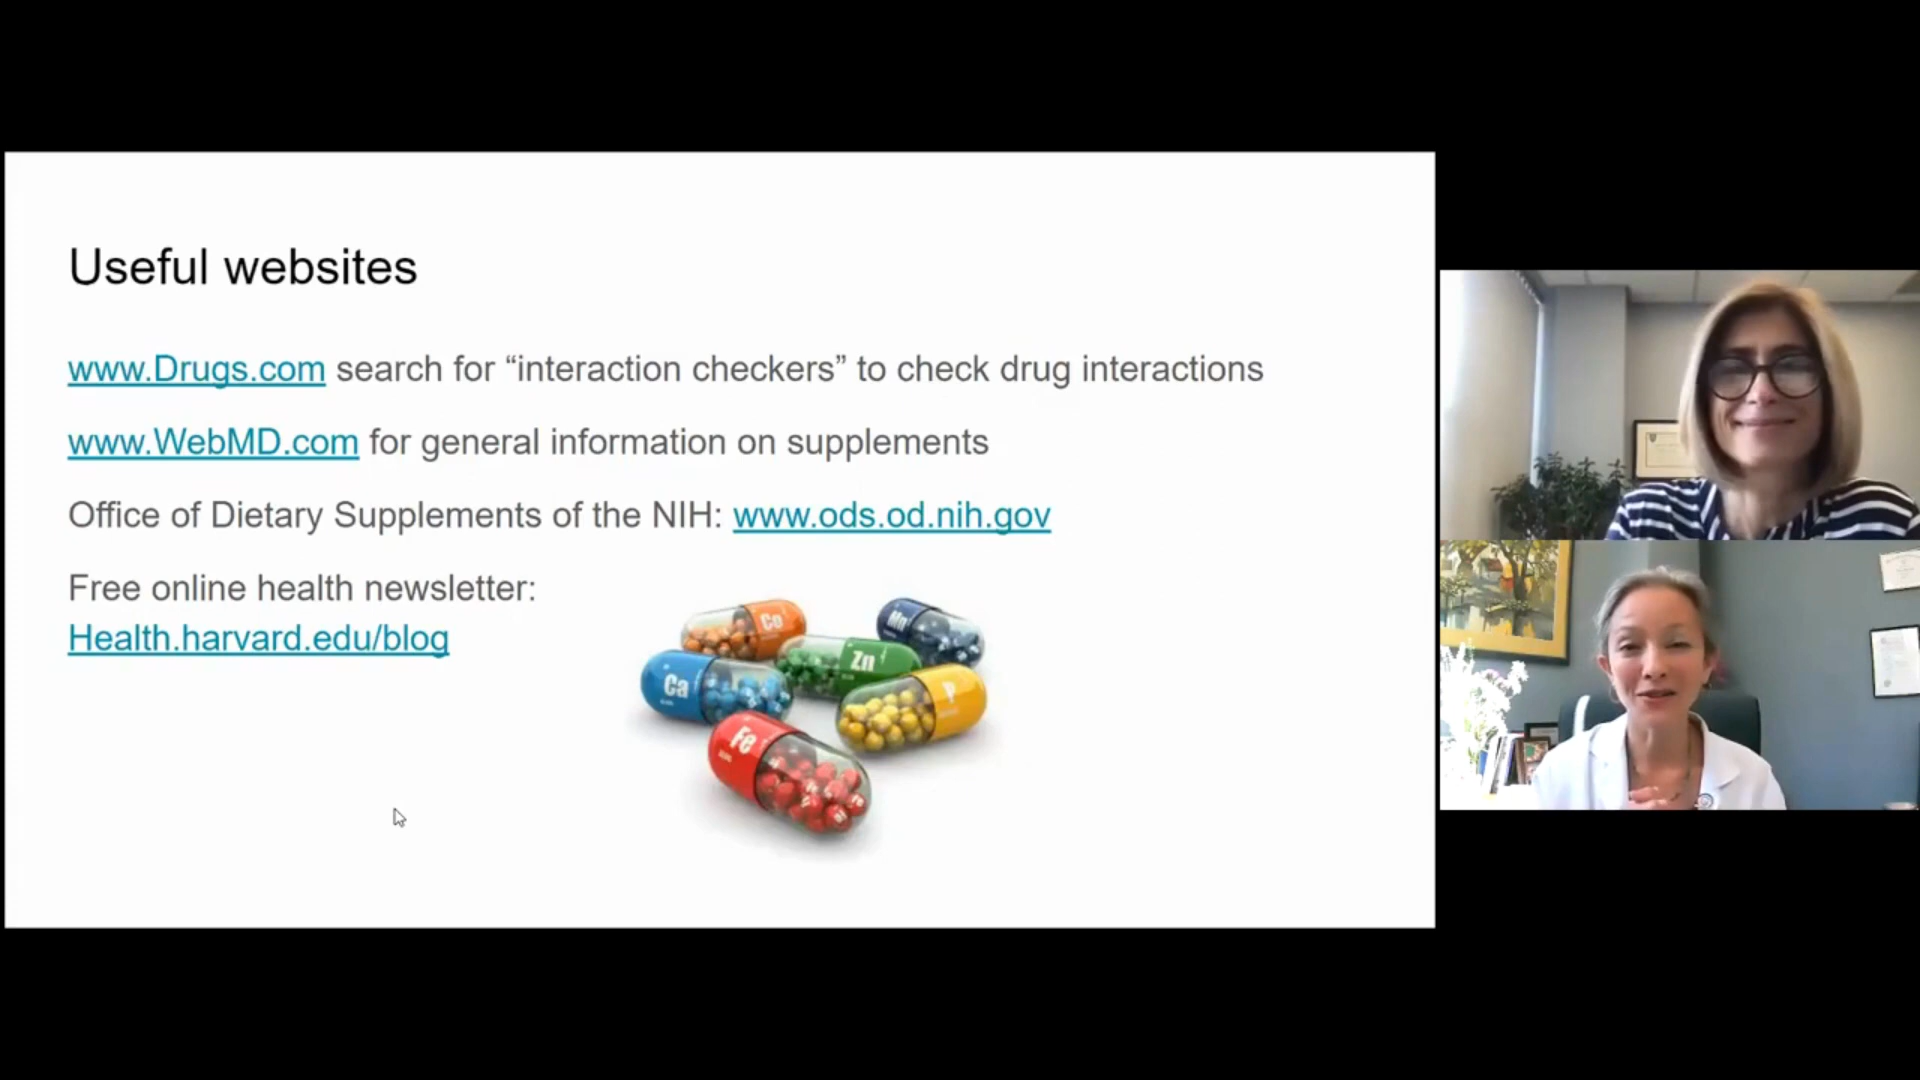 Useful websites
www.Drugs.com search for “interaction checkers” to check drug interactions
www.WebMD.com for general information on supplements
Office of Dietary Supplements of the NIH: www.ods.od.nih.gov
Free online health newsletter:
Health.harvard.edu/blog
Co
Mn
Zn
Ca
Fe